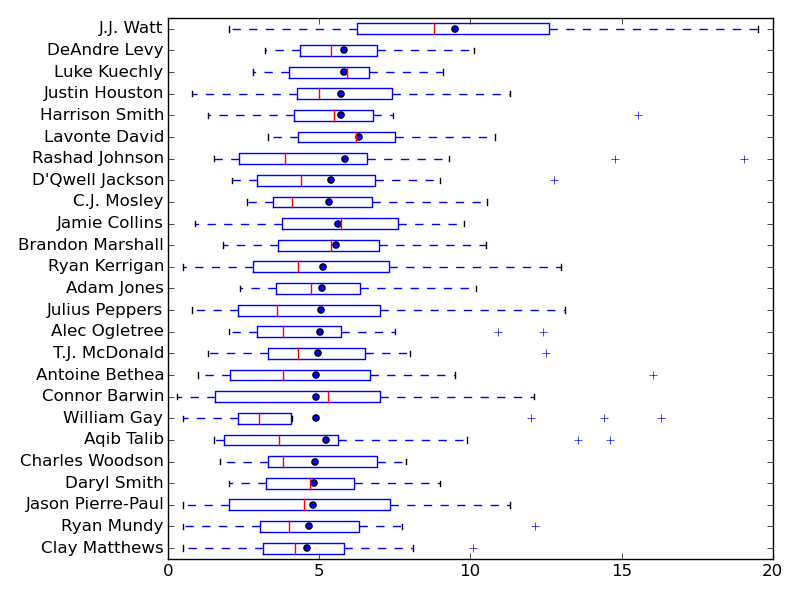 J.J. Watt
DeAndre Levy
Luke Kuechly
Justin Houston
Harrison Smith
Lavonte David
Rashad Johnson
D'Qwell Jackson
C.J. Mosley
Jamie Collins
Brandon Marshall
Ryan Kerrigan
Adam Jones
Julius Peppers
Alec Ogletree
T.J. McDonald
Antoine Bethea
Connor Barwin
William Gay
Aqib Talib
Charles Woodson
Daryl Smith
Jason Pierre-Paul
Ryan Mundy
Clay Matthews
0 5 10 15 20